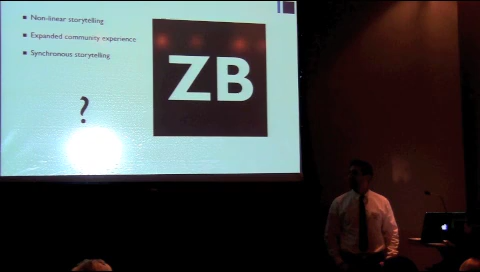 Non-linear storytelling
Expanded community experience
Synchronous storytelling
?
ZB